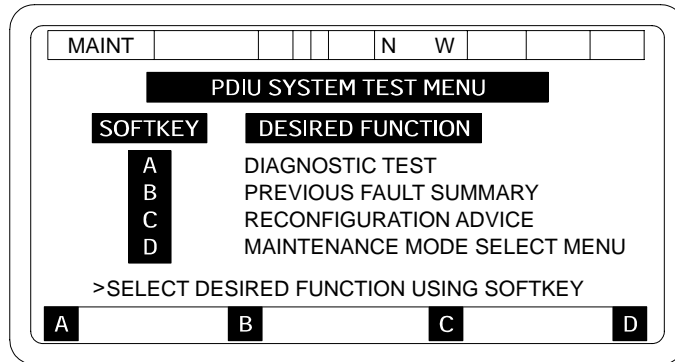 MAINT N W
PDIU SYSTEM TEST MENU
SOFTKEY DESIRED FUNCTION
A DIAGNOSTIC TEST
B PREVIOUS FAULT SUMMARY
C RECONFIGURATION ADVICE
D MAINTENANCE MODE SELECT MENU
>SELECT DESIRED FUNCTION USING SOFTKEY
A B C D